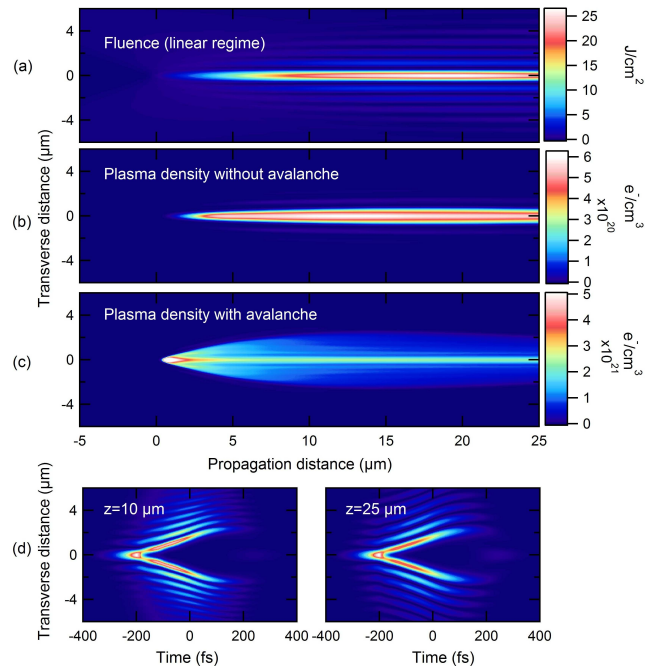 (a)
Fluence (linear regime)
4
0
-4
25
20
15
10
5
0
J/cm2
(b)
Plasma density without avalanche
4
0
-4
6
5
4
3
2
1
0
e-/cm3
x1020
Transverse distance (µm)
(c)
Plasma density with avalanche
4
0
-4
5
4
3
2
1
0
e-/cm3
x1021
-5
0
5
10
15
20
25
Propagation distance (µm)
(d)
Transverse distance (µm)
z=10 µm
4
0
-4
-400
-200
0
200
400
Time (fs)
z=25 µm
4
0
-4
-400
-200
0
200
400
Time (fs)